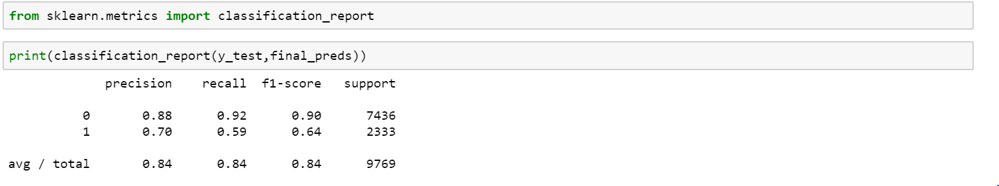 from sklearn.metrics import classification_report
print(classification_report(y_test,final_preds))
precision recall f1-score support
0 0.88 0.92 0.90 7436
1 0.70 0.59 0.64 2333
avg / total 0.84 0.84 0.84 9769